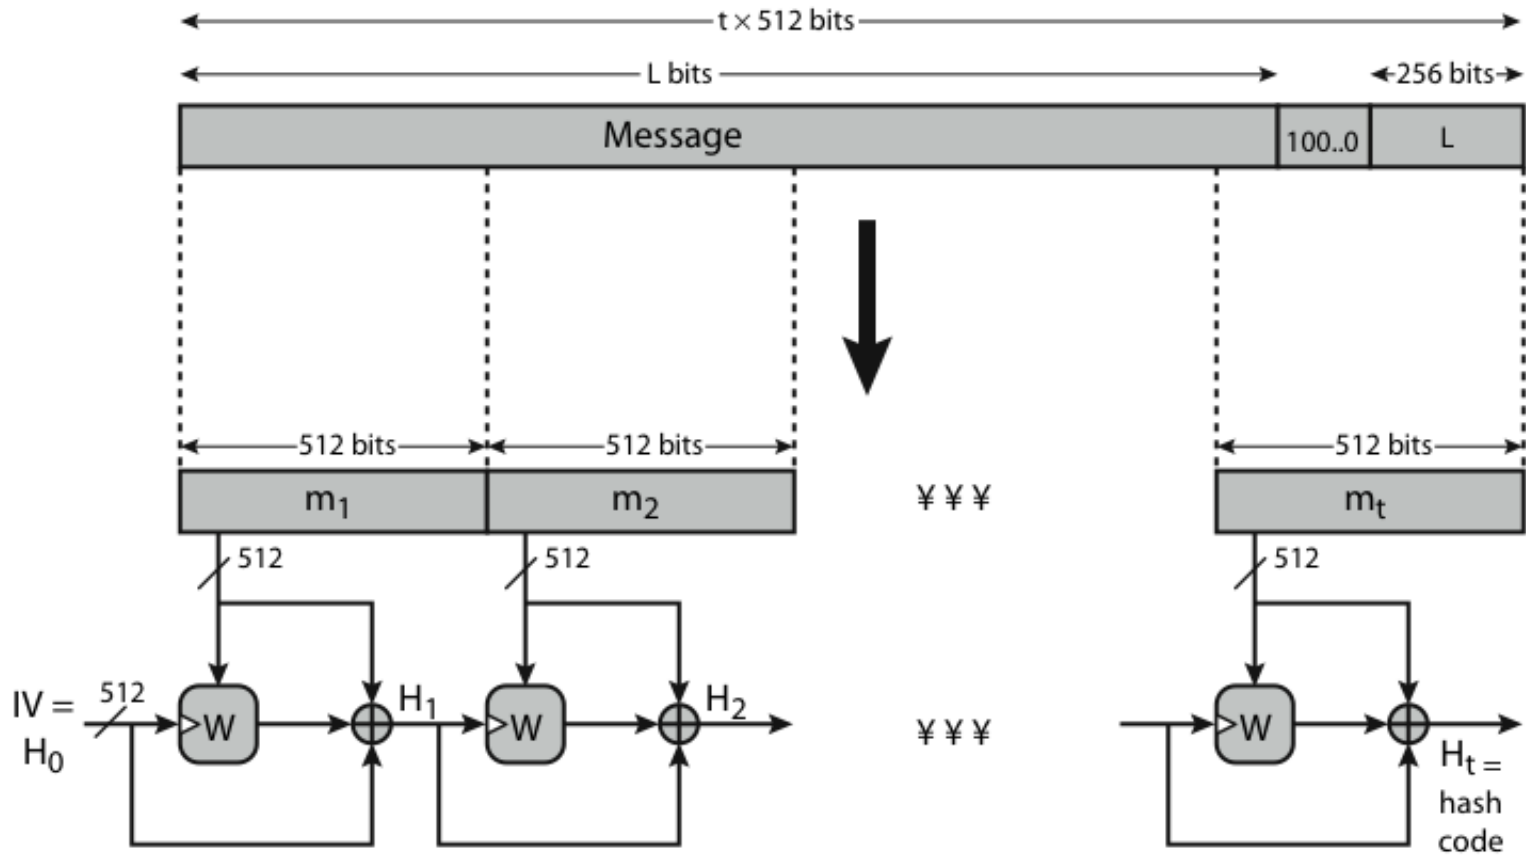 t × 512 bits
L bits
256 bits
Message
100..0
L
512 bits
512 bits
512 bits
m1
m2
¥ ¥ ¥
mt
512
512
512
IV =
H0
512
W
H1
W
H2
¥ ¥ ¥
W
Ht =
hash
code